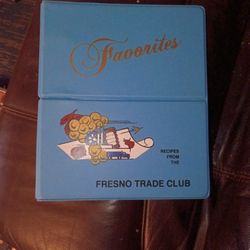 Favorites
RECIPES
FROM
THE
FRESNO TRADE CLUB